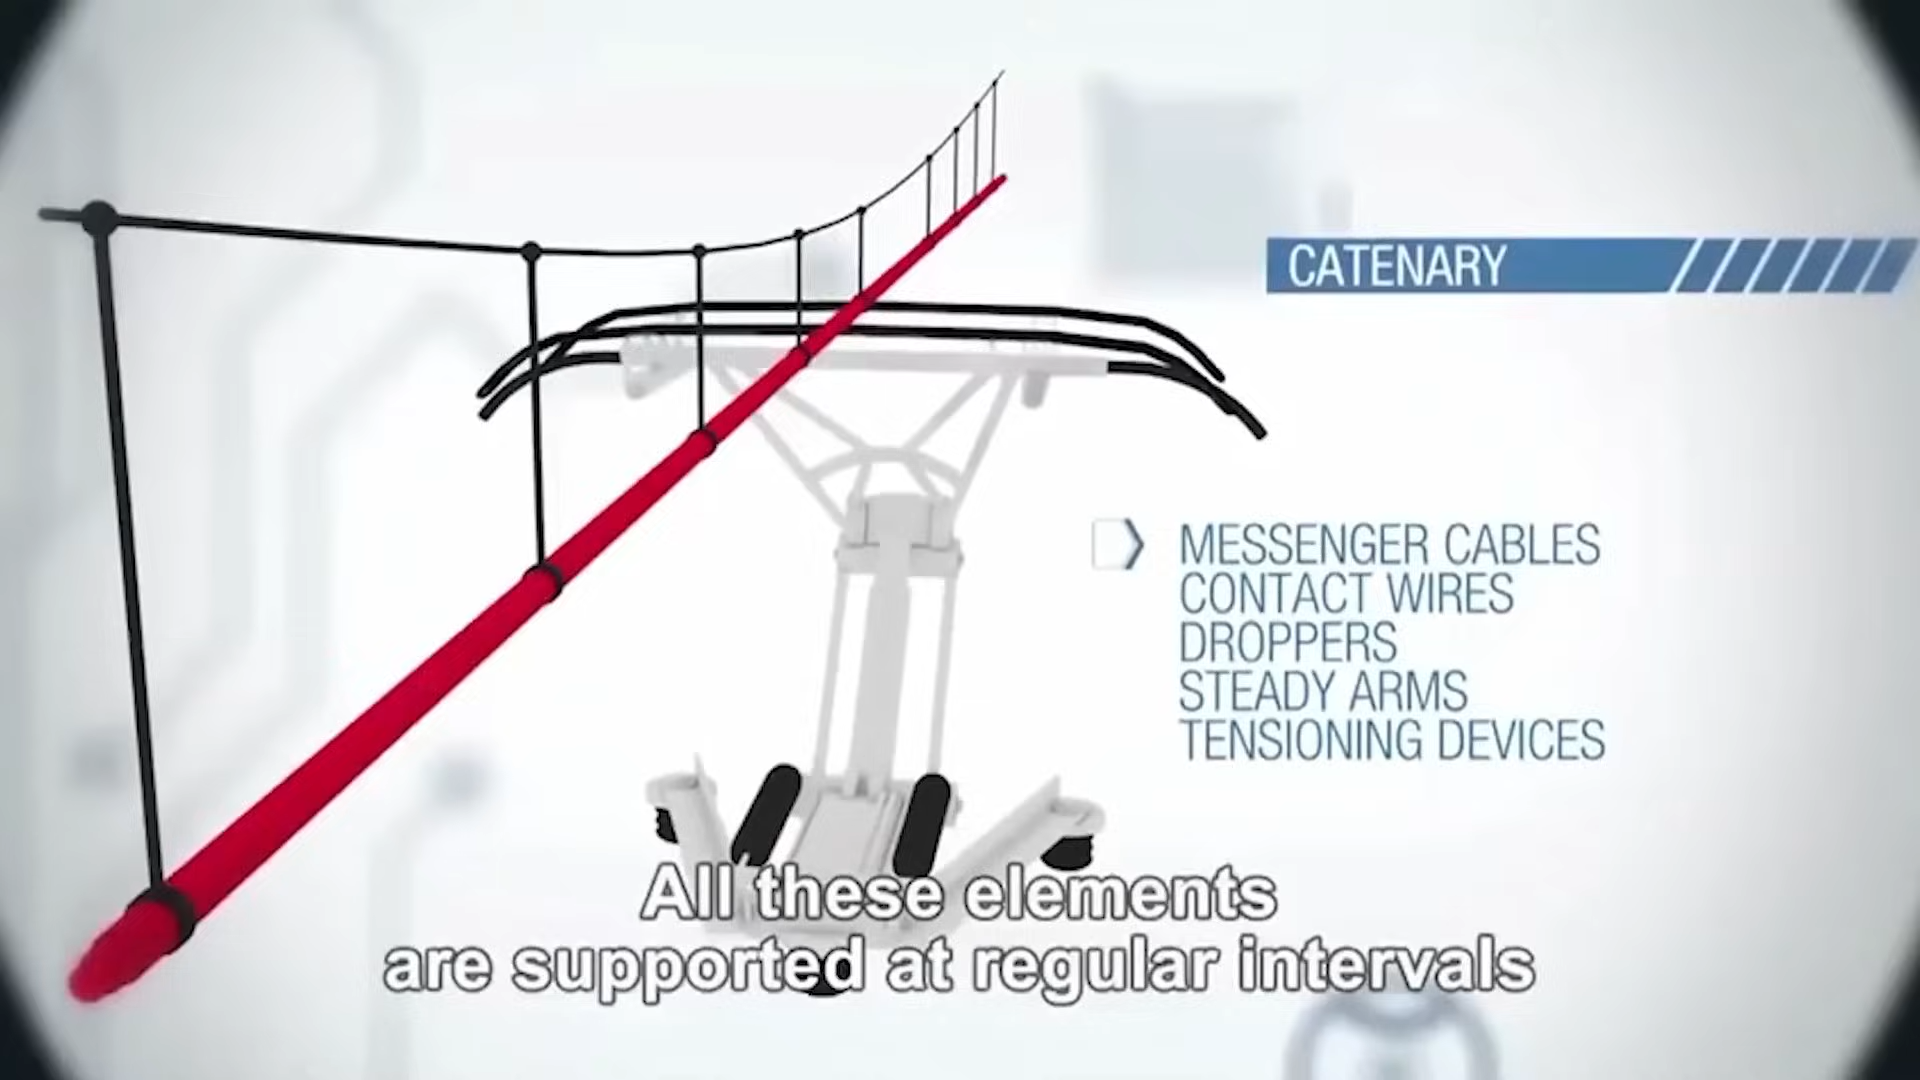 CATENARY
MESSENGER CABLES
CONTACT WIRES
DROPPERS
STEADY ARMS
TENSIONING DEVICES
All these elements
are supported at regular intervals